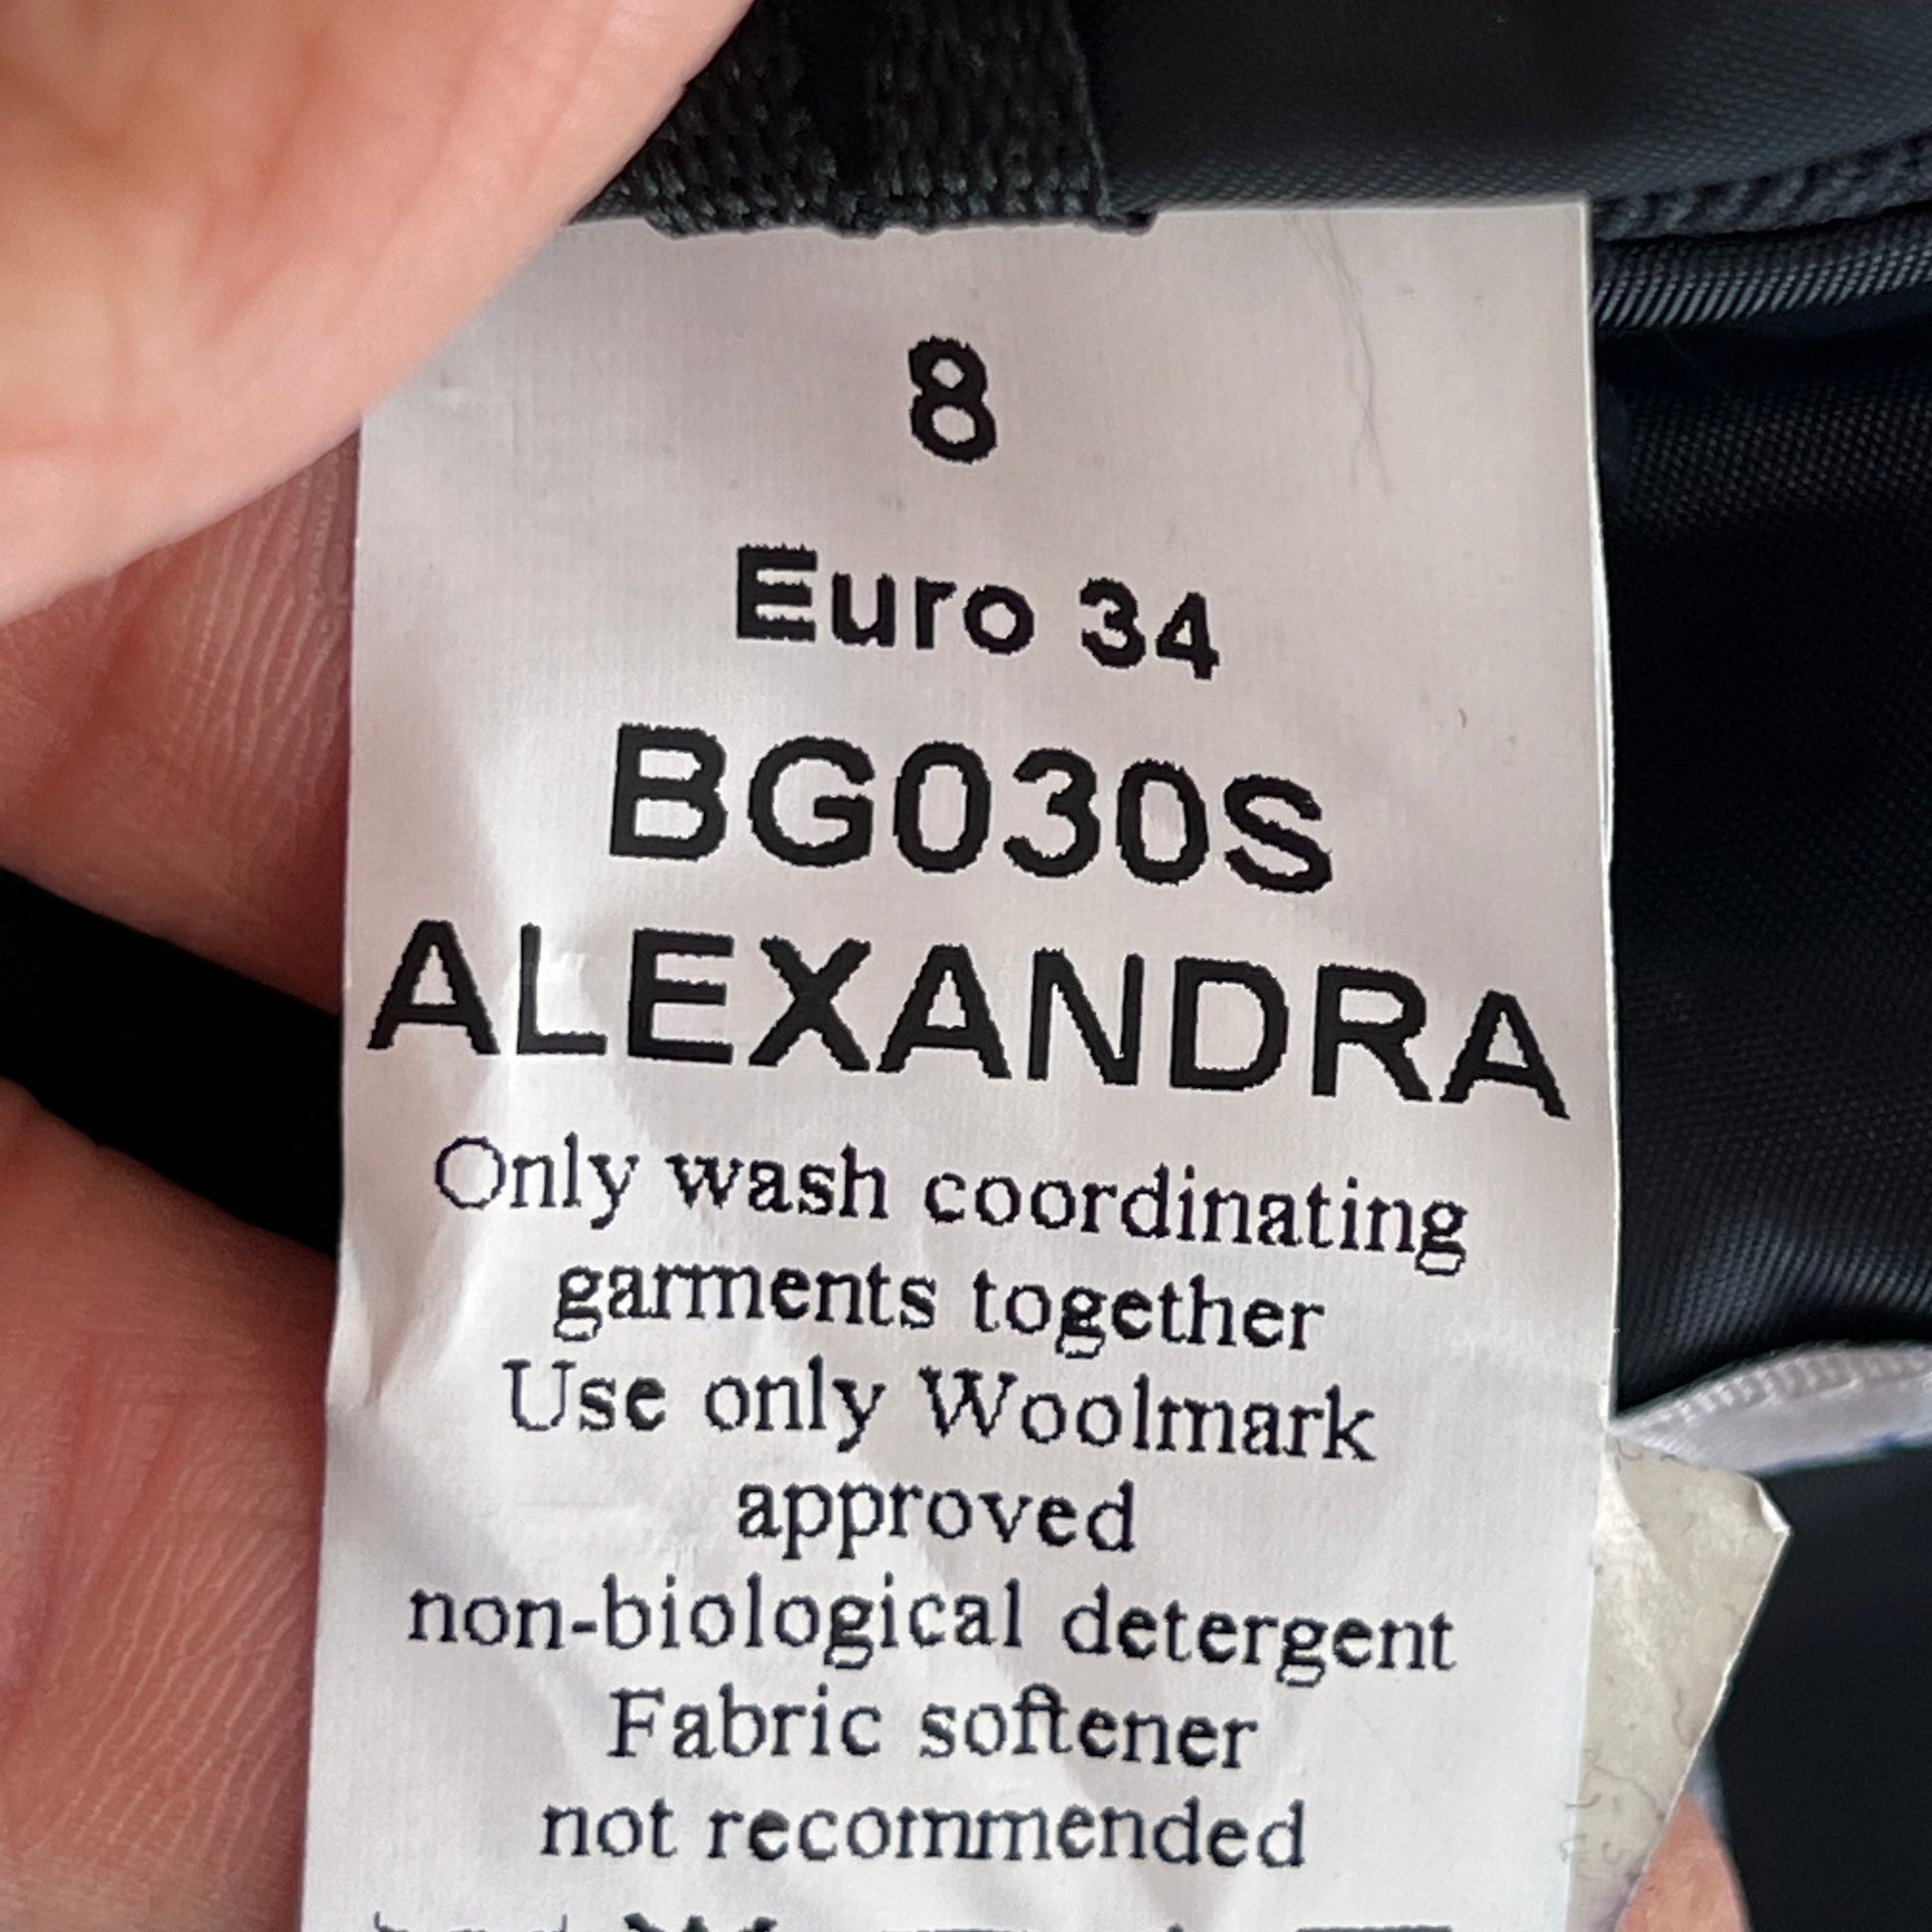 8
Euro 34
BG030S
ALEXANDRA
Only wash coordinating
garments together
Use only Woolmark
approved
non-biological detergent
Fabric softener
not recommended